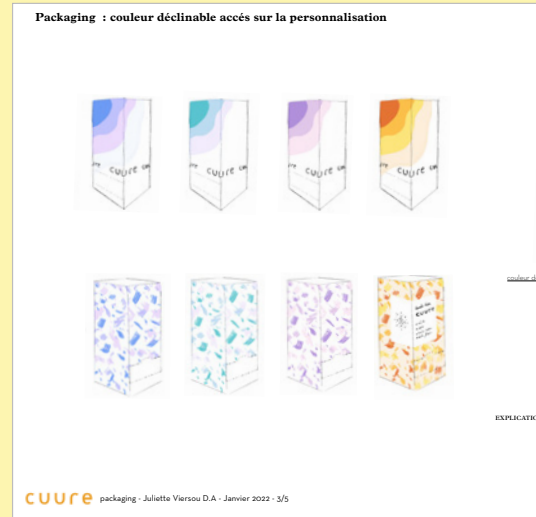 Packaging : couleur déclinable accés sur la personnalisation
cuure
cuure
cuure
cuure
cuure
couleur d
EXPLICATIO
cuure packaging - Juliette Viersou D.A - Janvier 2022 - 3/5